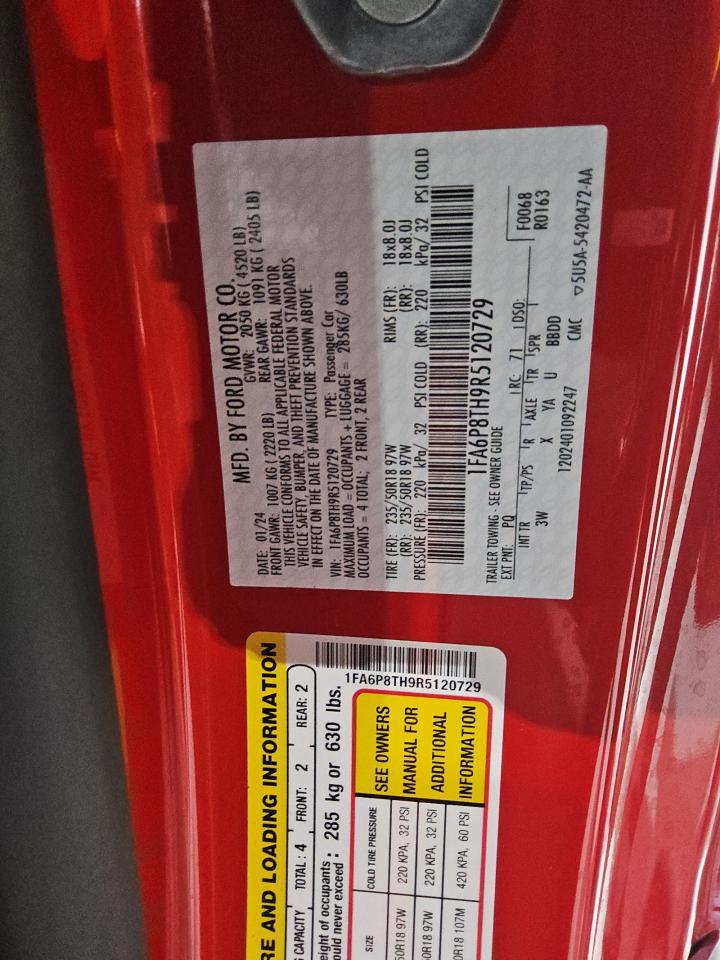 MFD. BY FORD MOTOR CO.
DATE: 01/24 GVWR: 2050 KG ( 4520 LB)
FRONT GAWR: 1007 KG ( 2220 LB) REAR GAWR: 1091 KG ( 2405 LB)
THIS VEHICLE CONFORMS TO ALL APPLICABLE FEDERAL MOTOR
VEHICLE SAFETY, BUMPER, AND THEFT PREVENTION STANDARDS
IN EFFECT ON THE DATE OF MANUFACTURE SHOWN ABOVE.
VIN: 1FA6P8TH9R5120729 TYPE: Passenger Car
MAXIMUM LOAD = OCCUPANTS + LUGGAGE = 285KG/ 630LB
OCCUPANTS = 4 TOTAL; 2 FRONT, 2 REAR
TIRE (FR): 235/50R18 97W RIMS (FR): 18x8.0J
(RR): 235/50R18 97W (RR): 18x8.0J
PRESSURE (FR): 220 kPa/ 32 PSI COLD (RR): 220 kPa/ 32 PSI COLD
1FA6P8TH9R5120729
TRAILER TOWING - SEE OWNER GUIDE
EXT PNT: PQ RC: 71 DSO: F0068
INT TR TP/PS R AXLE TR SPR R0163
3W X YA U BBDD
1202401092247 CMC ▽5U5A-5420472-AA
RE AND LOADING INFORMATION
CAPACITY TOTAL : 4 FRONT: 2 REAR: 2
eight of occupants
ould never exceed : 285 kg or 630 lbs.
1FA6P8TH9R5120729
SIZE COLD TIRE PRESSURE SEE OWNERS
50R18 97W 220 KPA, 32 PSI MANUAL FOR
0R18 97W 220 KPA, 32 PSI ADDITIONAL
0R18 107M 420 KPA, 60 PSI INFORMATION